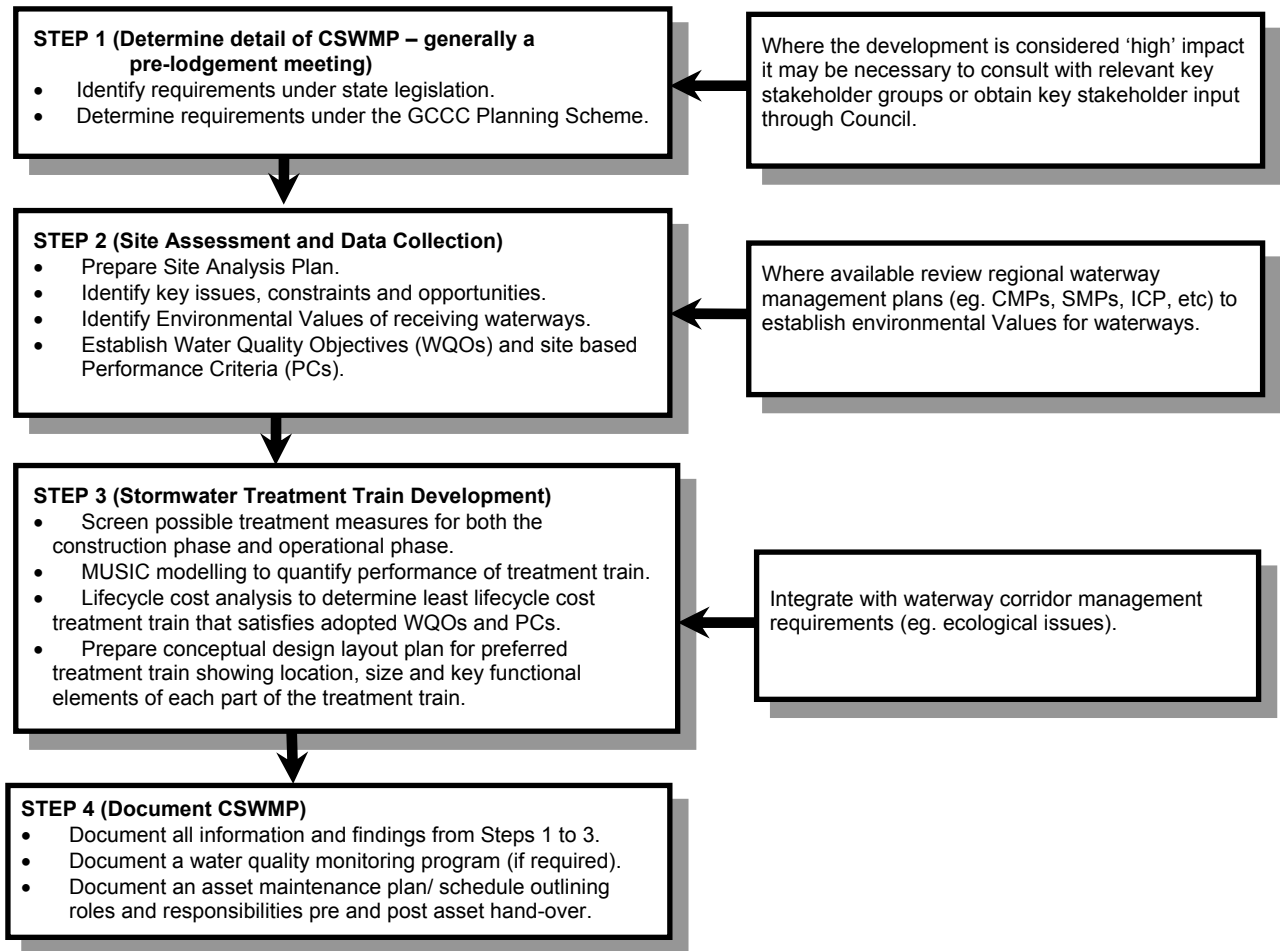 STEP 1 (Determine detail of CSWMP – generally a
pre-lodgement meeting)
• Identify requirements under state legislation.
• Determine requirements under the GCCC Planning Scheme.
Where the development is considered ‘high’ impact
it may be necessary to consult with relevant key
stakeholder groups or obtain key stakeholder input
through Council.
STEP 2 (Site Assessment and Data Collection)
• Prepare Site Analysis Plan.
• Identify key issues, constraints and opportunities.
• Identify Environmental Values of receiving waterways.
• Establish Water Quality Objectives (WQOs) and site based
Performance Criteria (PCs).
Where available review regional waterway
management plans (eg. CMPs, SMPs, ICP, etc) to
establish environmental Values for waterways.
STEP 3 (Stormwater Treatment Train Development)
• Screen possible treatment measures for both the
construction phase and operational phase.
• MUSIC modelling to quantify performance of treatment train.
• Lifecycle cost analysis to determine least lifecycle cost
treatment train that satisfies adopted WQOs and PCs.
• Prepare conceptual design layout plan for preferred
treatment train showing location, size and key functional
elements of each part of the treatment train.
Integrate with waterway corridor management
requirements (eg. ecological issues).
STEP 4 (Document CSWMP)
• Document all information and findings from Steps 1 to 3.
• Document a water quality monitoring program (if required).
• Document an asset maintenance plan/ schedule outlining
roles and responsibilities pre and post asset hand-over.